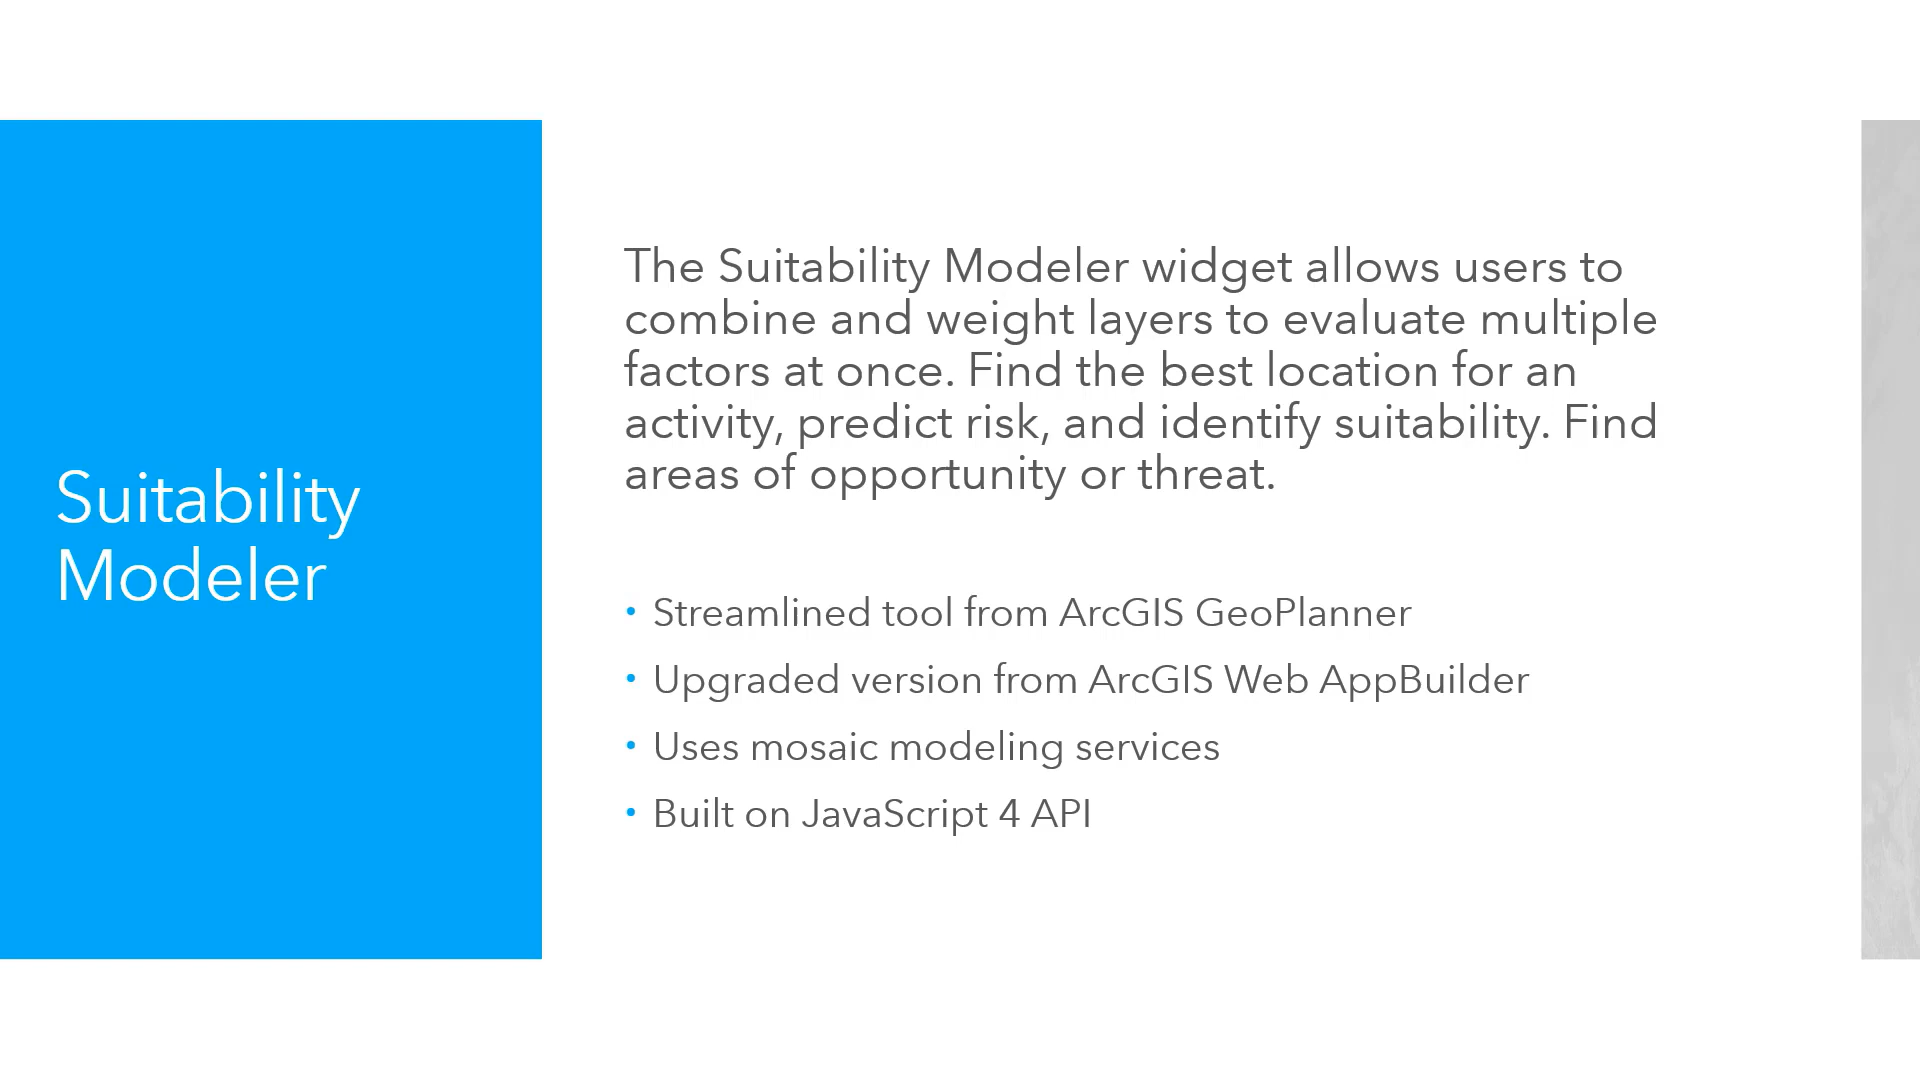 Suitability
Modeler
The Suitability Modeler widget allows users to
combine and weight layers to evaluate multiple
factors at once. Find the best location for an
activity, predict risk, and identify suitability. Find
areas of opportunity or threat.
• Streamlined tool from ArcGIS GeoPlanner
• Upgraded version from ArcGIS Web AppBuilder
• Uses mosaic modeling services
• Built on JavaScript 4 API